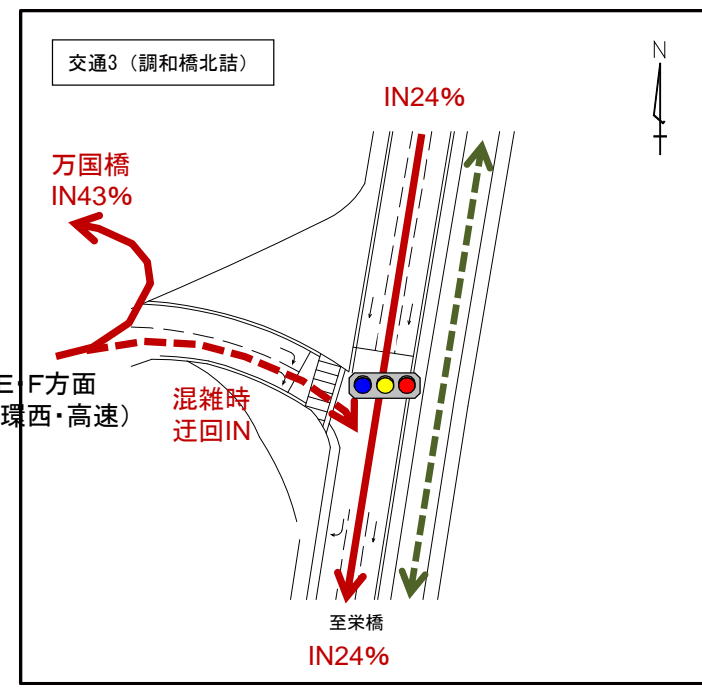 交通3（調和橋北詰）
N
IN24%
万国橋
IN43%
E・F方面
環西・高速）
混雑時
迂回IN
至栄橋
IN24%